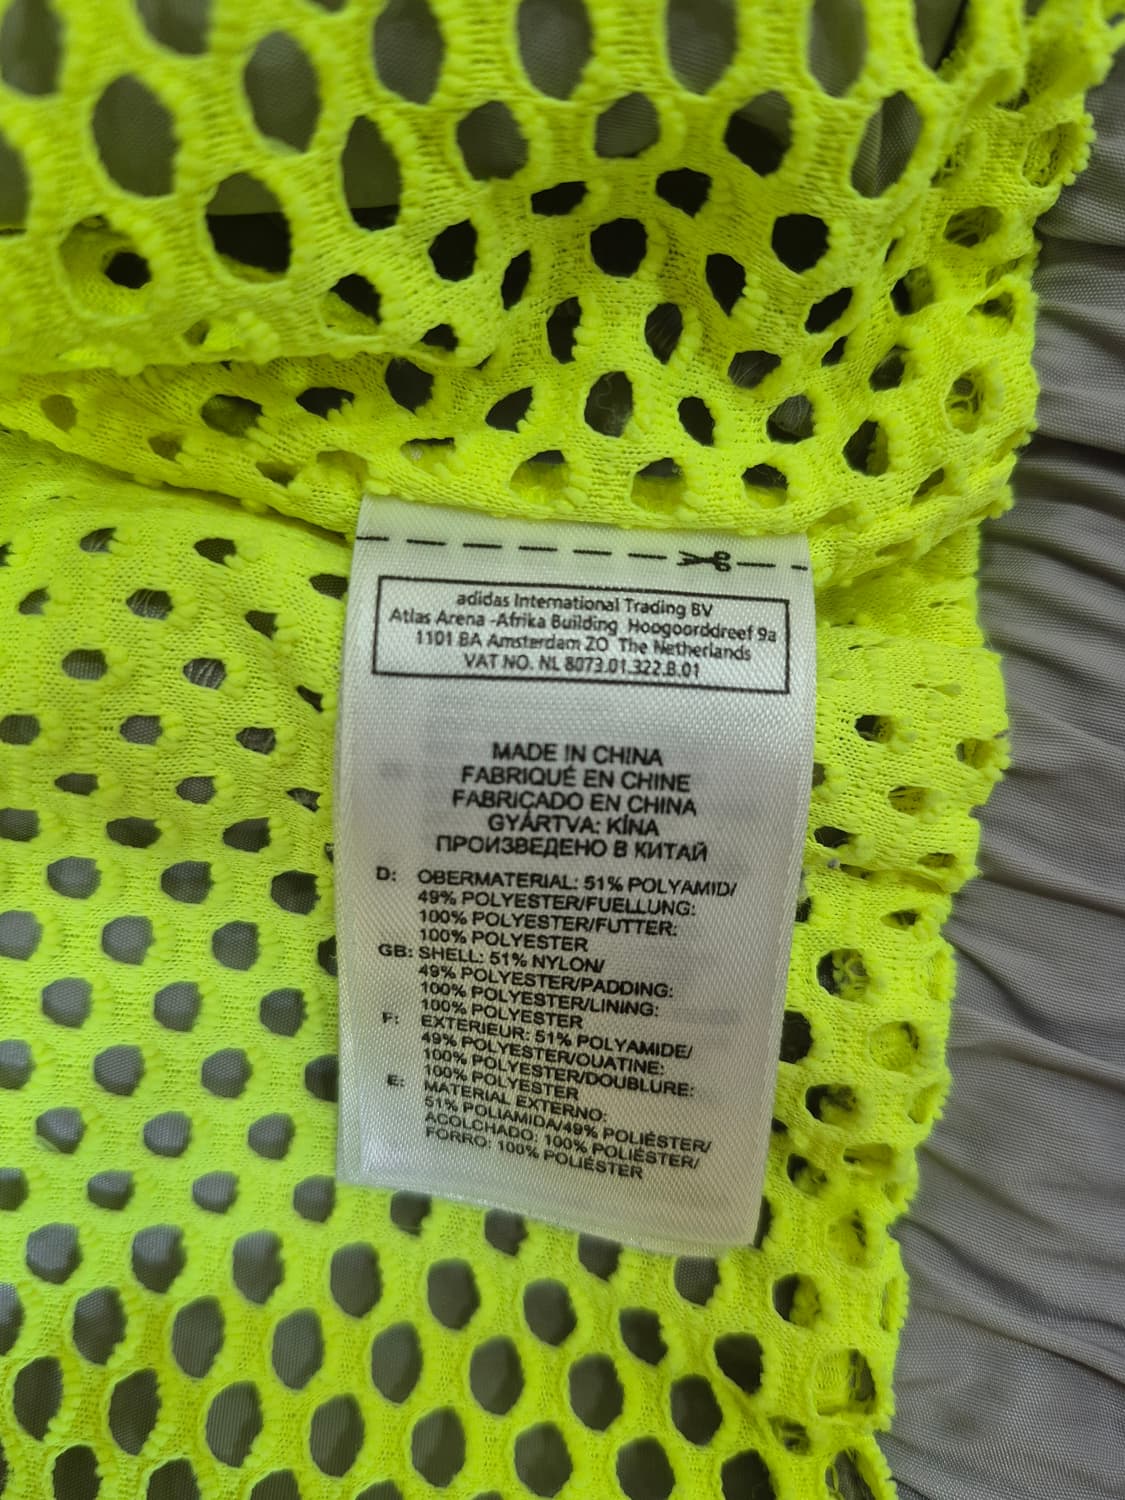 adidas International Trading BV
Atlas Arena -Afrika Building Hoogoorddreef 9a
1101 BA Amsterdam ZO The Netherlands
VAT NO. NL 8073.01.322.B.01
MADE IN CHINA
FABRIQUÉ EN CHINE
FABRICADO EN CHINA
GYÁRTVA: KÍNA
ПРОИЗВЕДЕНО В КИТАЙ
D: OBERMATERIAL: 51% POLYAMID/
49% POLYESTER/FUELLUNG:
100% POLYESTER/FUTTER:
100% POLYESTER
GB: SHELL: 51% NYLON/
49% POLYESTER/PADDING:
100% POLYESTER/LINING:
100% POLYESTER
F: EXTERIEUR: 51% POLYAMIDE/
49% POLYESTER/OUATINE:
100% POLYESTER/DOUBLURE:
100% POLYESTER
E: MATERIAL EXTERNO:
51% POLIAMIDA/49% POLIÉSTER/
ACOLCHADO: 100% POLIÉSTER/
FORRO: 100% POLIÉSTER